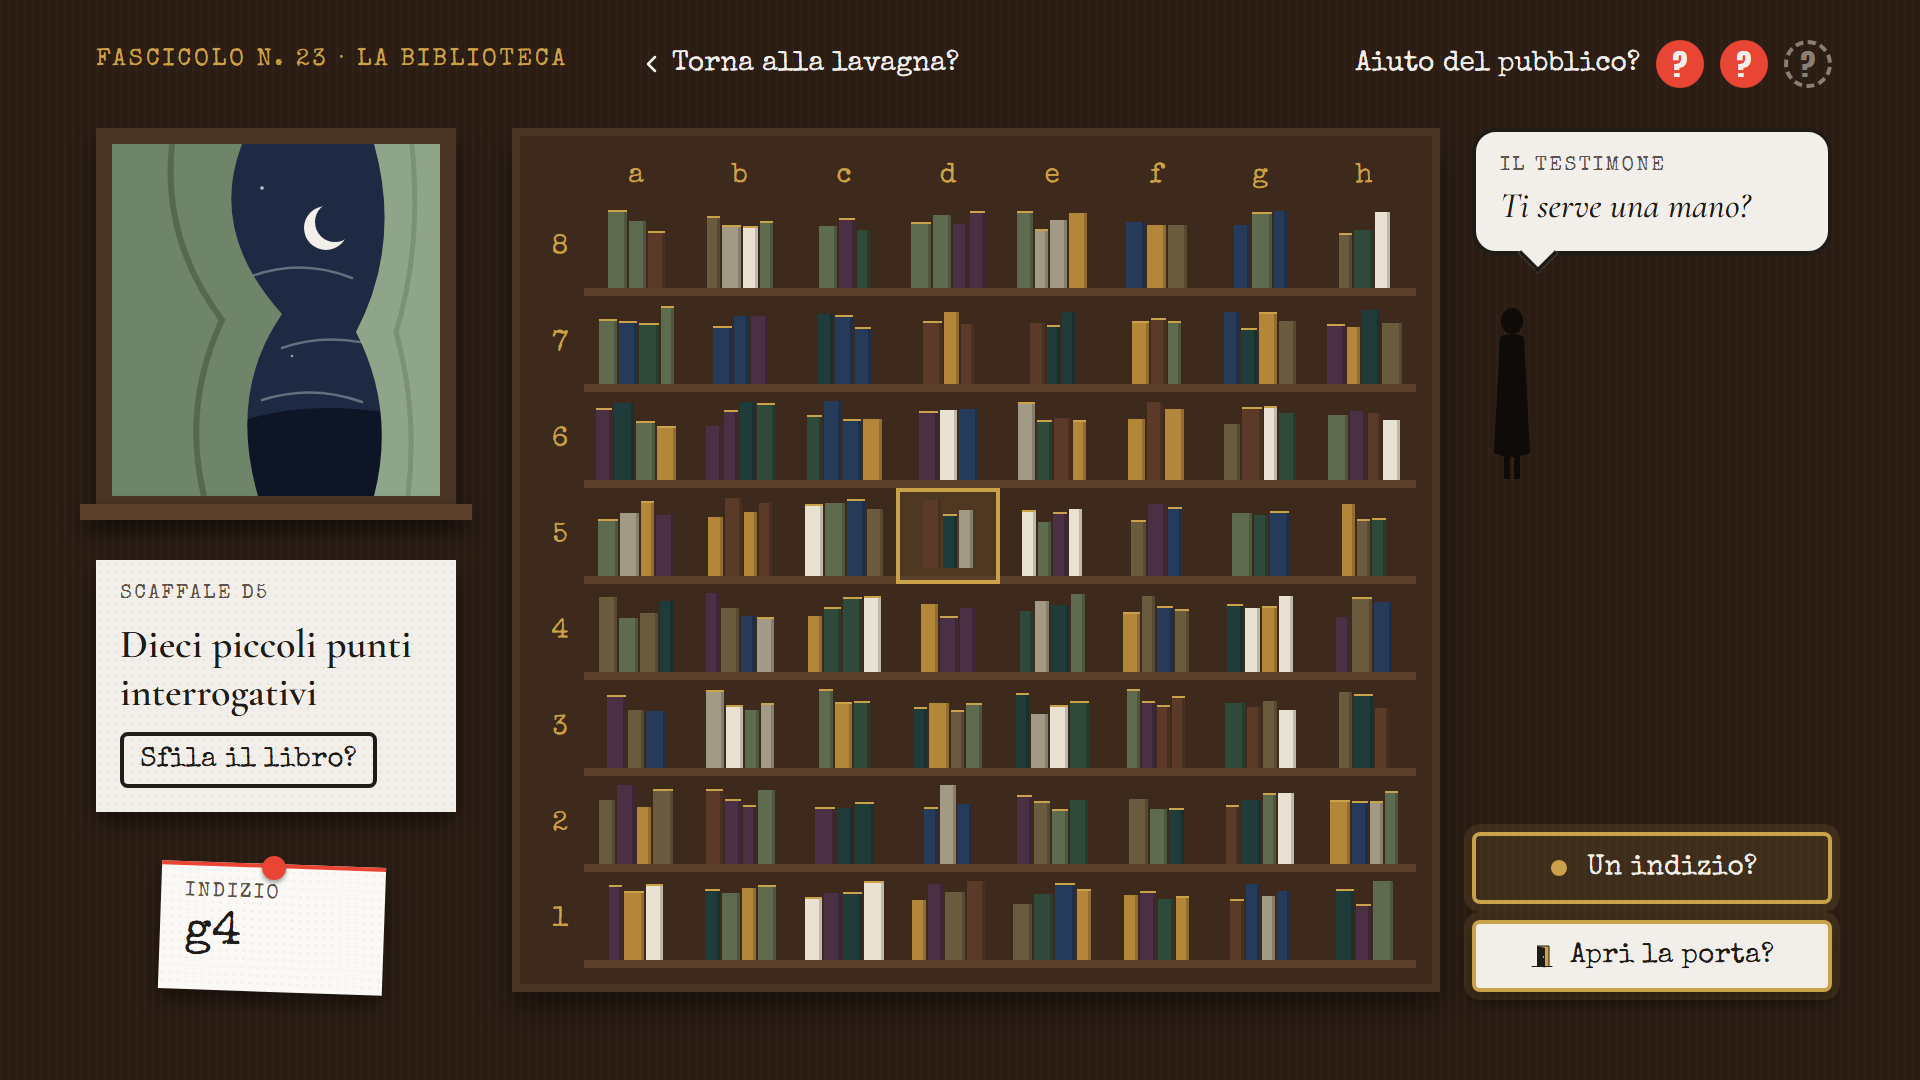 FASCICOLO N. 23 · LA BIBLIOTECA
Torna alla lavagna?
Aiuto del pubblico? ? ? ?
IL TESTIMONE
Ti serve una mano?
a b c d e f g h
8
7
6
5
4
3
2
1
SCAFFALE D5
Dieci piccoli punti
interrogativi
Sfila il libro?
INDIZIO
g4
Un indizio?
Apri la porta?